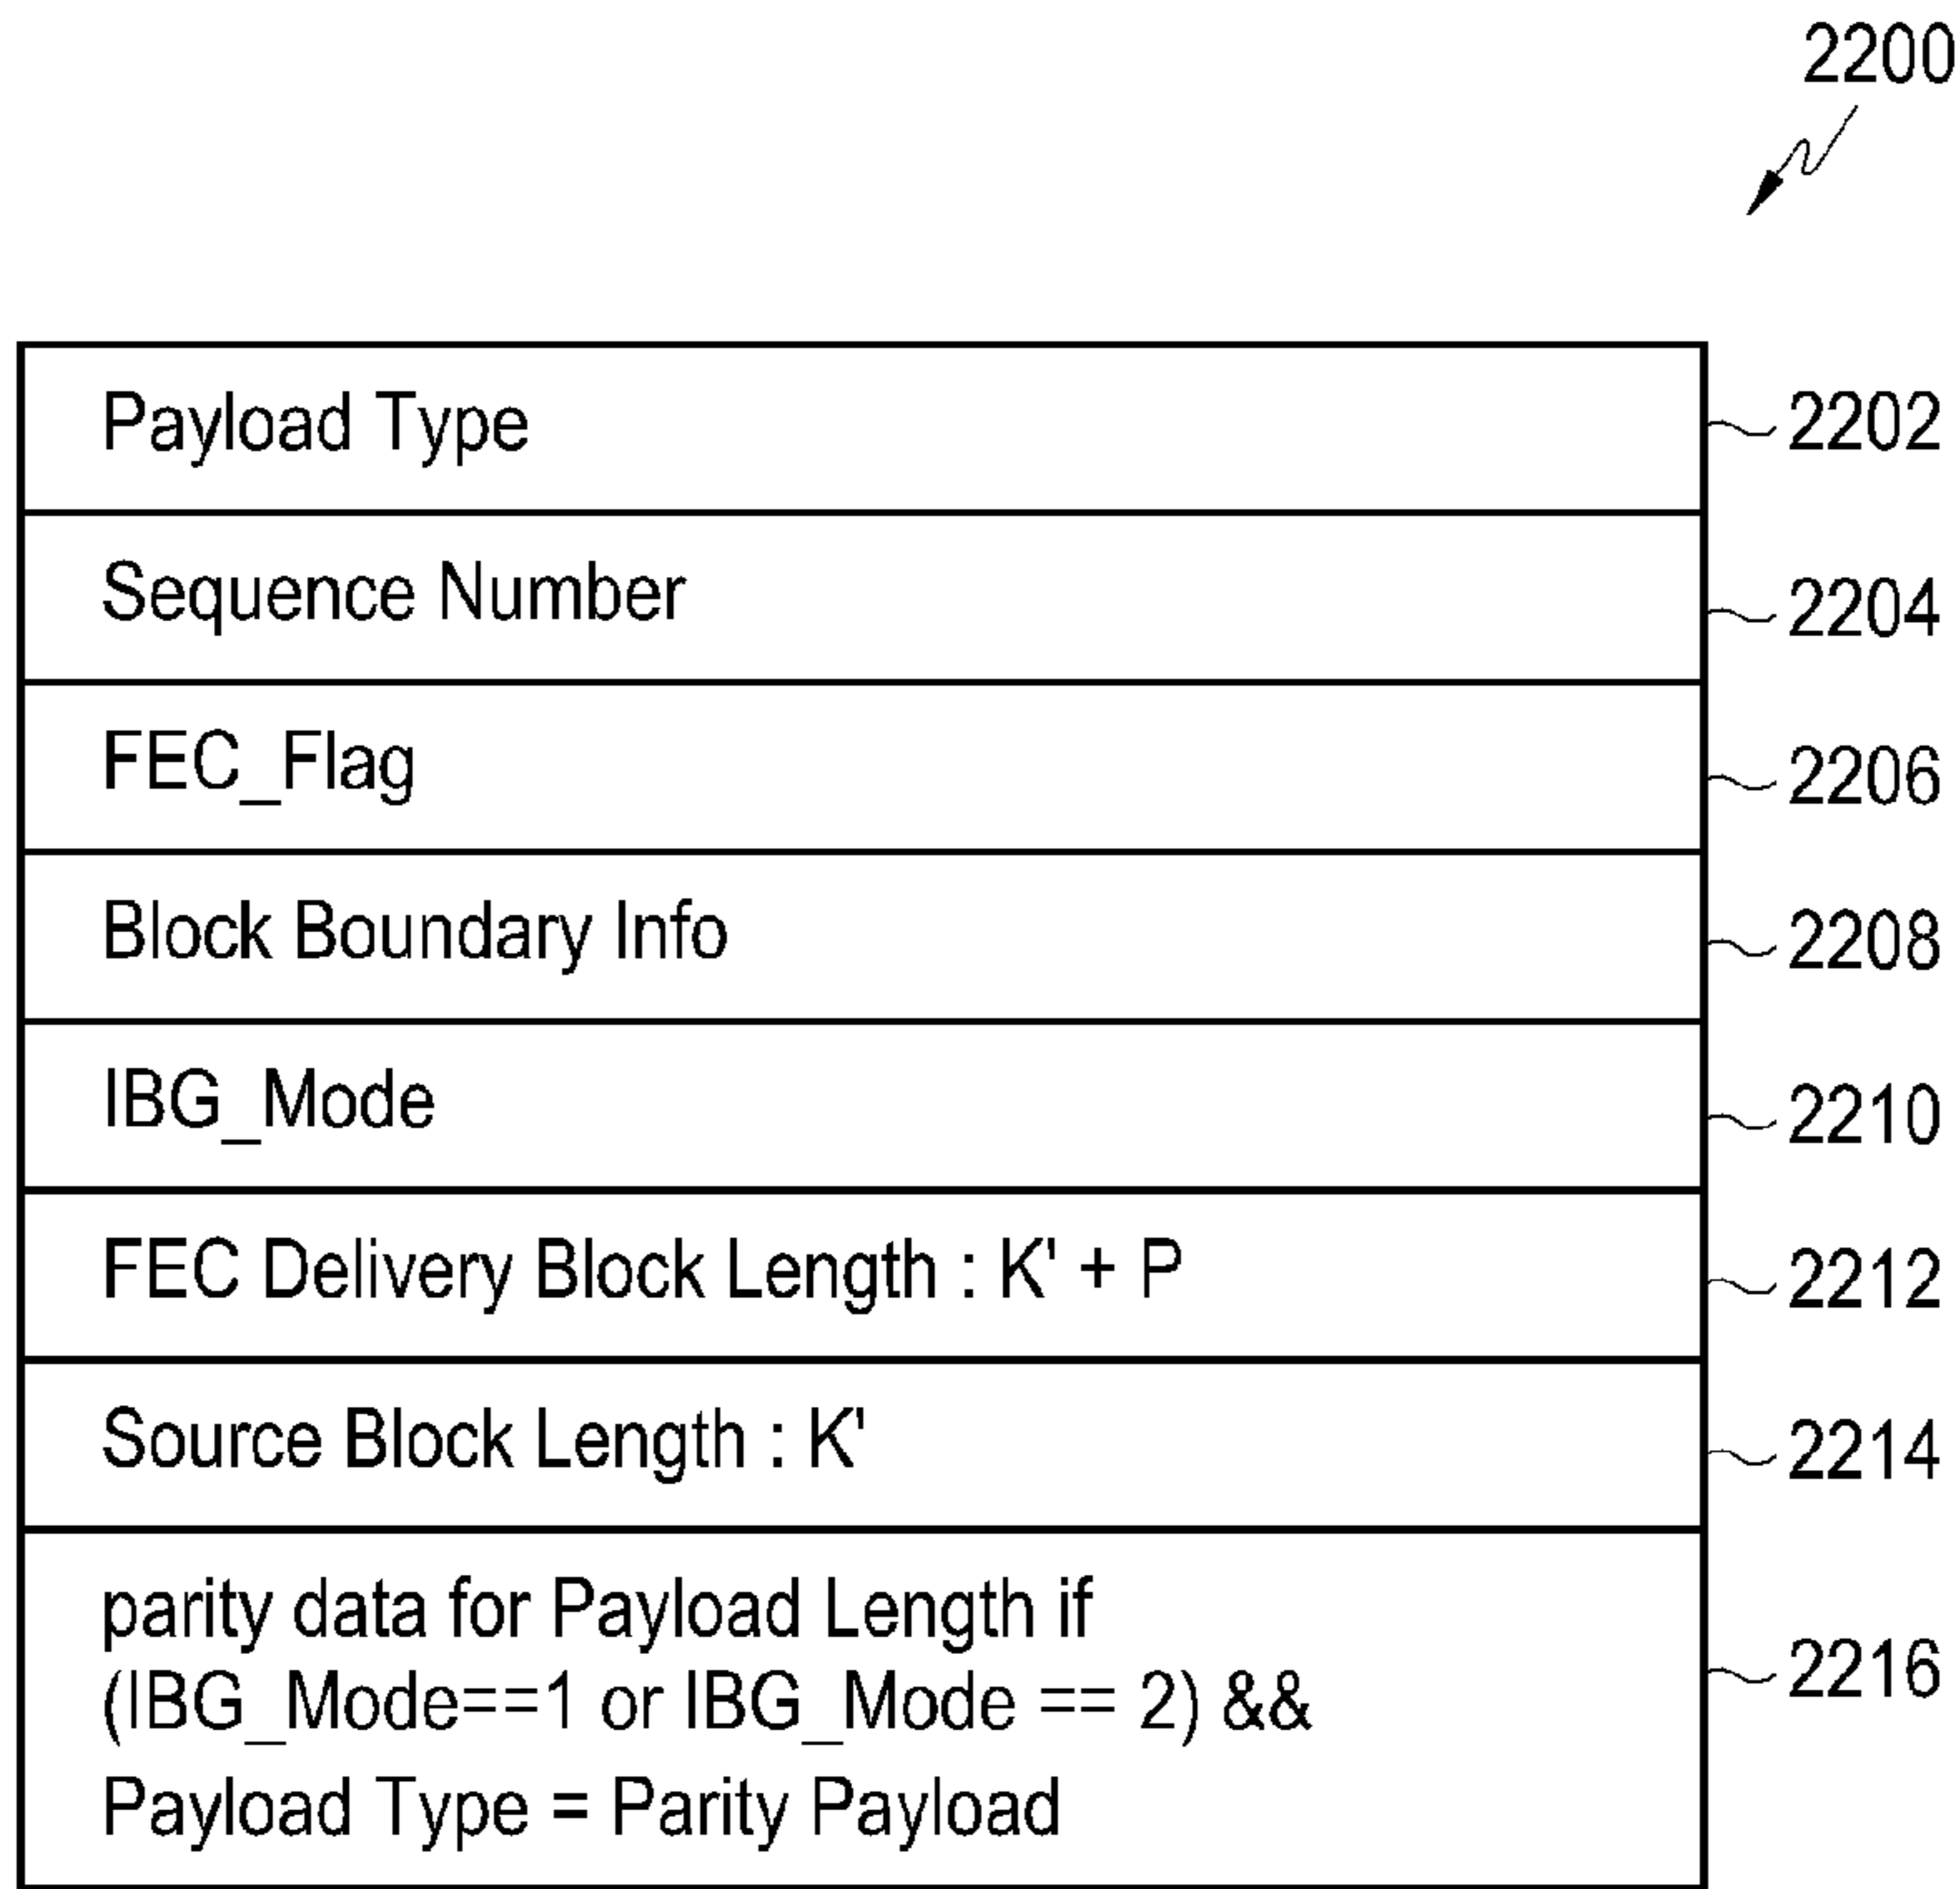 2200
Payload Type 2202
Sequence Number 2204
FEC_Flag 2206
Block Boundary Info 2208
IBG_Mode 2210
FEC Delivery Block Length : K' + P 2212
Source Block Length : K' 2214
parity data for Payload Length if
(IBG_Mode==1 or IBG_Mode == 2) && 2216
Payload Type = Parity Payload